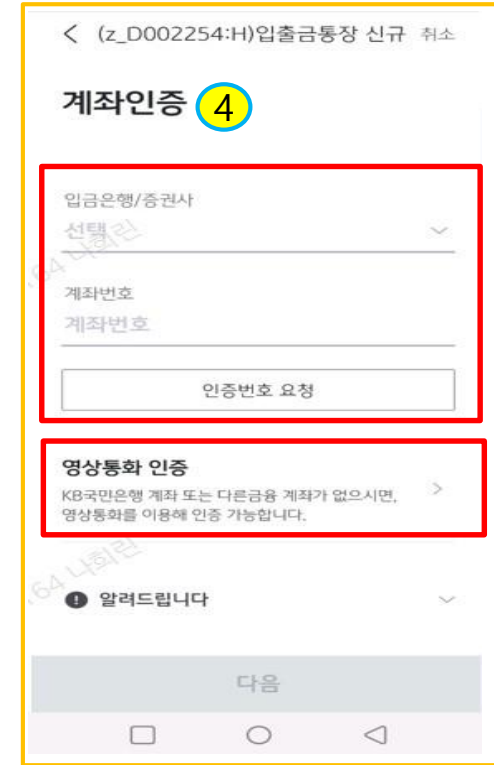 (z_D002254:H)입출금통장 신규 취소
계좌인증 4
입금은행/증권사
선택
계좌번호
계좌번호
인증번호 요청
영상통화 인증
KB국민은행 계좌 또는 다른금융 계좌가 없으시면,
영상통화를 이용해 인증 가능합니다.
64 나희린
알려드립니다
다음